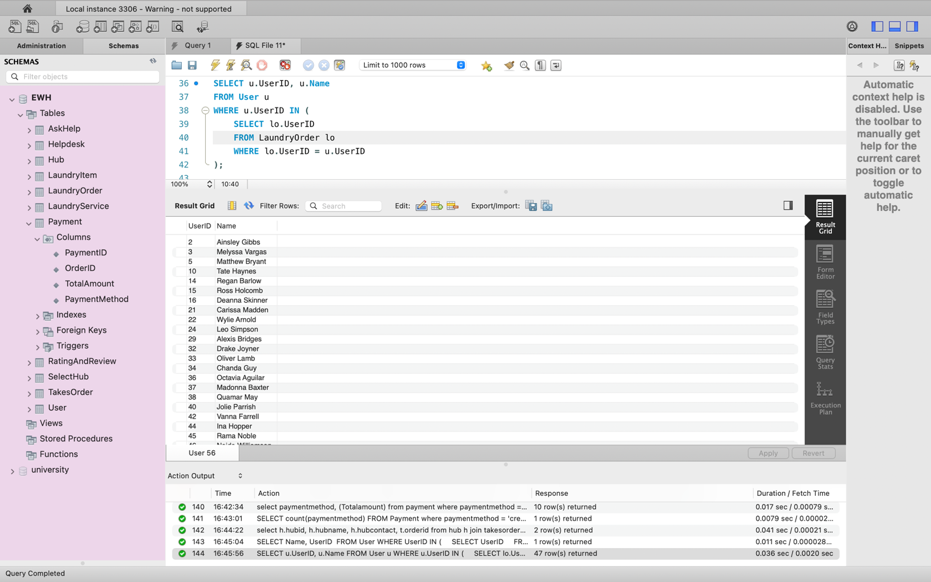 Local instance 3306 - Warning - not supported
Administration
Schemas
Query 1
SQL File 11*
Context H...
Snippets
SCHEMAS
Filter objects
EWH
Tables
AskHelp
Helpdesk
Hub
LaundryItem
LaundryOrder
LaundryService
Payment
Columns
PaymentID
OrderID
TotalAmount
PaymentMethod
Indexes
Foreign Keys
Triggers
RatingAndReview
SelectHub
TakesOrder
User
Views
Stored Procedures
Functions
university
Limit to 1000 rows
36 SELECT u.UserID, u.Name
37 FROM User u
38 WHERE u.UserID IN (
39 SELECT lo.UserID
40 FROM LaundryOrder lo
41 WHERE lo.UserID = u.UserID
42 );
43
100%
10:40
Result Grid
Filter Rows:
Search
Edit:
Export/Import:
UserID Name
2 Ainsley Gibbs
3 Melyssa Vargas
5 Matthew Bryant
10 Tate Haynes
14 Regan Barlow
15 Ross Holcomb
16 Deanna Skinner
21 Carissa Madden
22 Wylie Arnold
24 Leo Simpson
29 Alexis Bridges
32 Drake Joyner
33 Oliver Lamb
34 Chanda Guy
36 Octavia Aguilar
37 Madonna Baxter
38 Quamar May
40 Jolie Parrish
42 Vanna Farrell
44 Ina Hopper
45 Rama Noble
Result
Grid
Form
Editor
Field
Types
Query
Stats
Execution
Plan
Automatic
context help is
disabled. Use
the toolbar to
manually get
help for the
current caret
position or to
toggle
automatic
help.
User 56
Apply
Revert
Action Output
Time Action Response Duration / Fetch Time
140 16:42:34 select paymentmethod, (Totalamount) from payment where paymentmethod =... 10 row(s) returned 0.017 sec / 0.00079 s...
141 16:43:01 SELECT count(paymentmethod) FROM Payment where paymentmethod = 'cre... 1 row(s) returned 0.0079 sec / 0.00002...
142 16:44:22 select h.hubid, h.hubname, h.hubcontact, t.orderid from hub h join takesorder... 2 row(s) returned 0.041 sec / 0.00021 s...
143 16:45:04 SELECT Name, UserID FROM User WHERE UserID IN ( SELECT UserID F... 1 row(s) returned 0.011 sec / 0.000028...
144 16:45:56 SELECT u.UserID, u.Name FROM User u WHERE u.UserID IN ( SELECT lo.Us... 47 row(s) returned 0.036 sec / 0.0020 sec
Query Completed